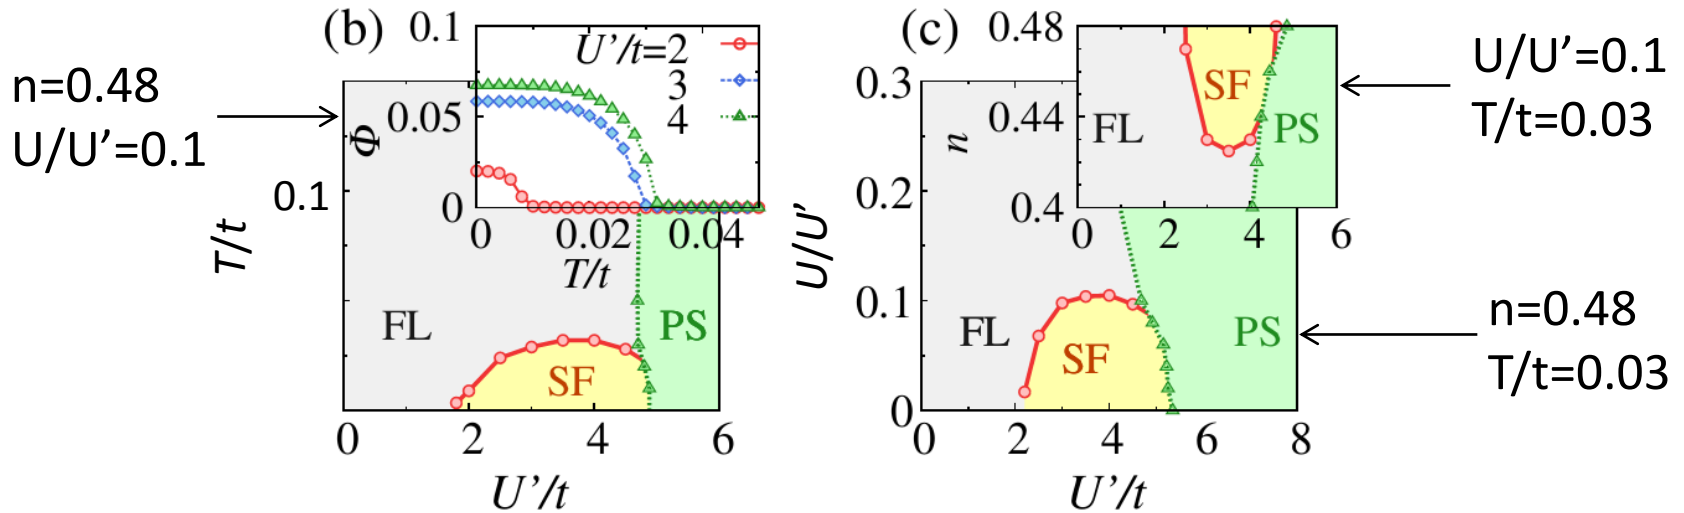 (b)
n=0.48
U/U’=0.1
0.1
U’/t=2
3
4
0.05
0
Φ
0
0.02
0.04
T/t
0.1
T/t
FL
SF
PS
0
2
4
6
U’/t
(c)
0.48
0.44
0.4
n
FL
SF
PS
0
2
4
6
U/U’=0.1
T/t=0.03
0.3
0.2
0.1
0
U/U’
FL
SF
PS
0
2
4
6
8
U’/t
n=0.48
T/t=0.03